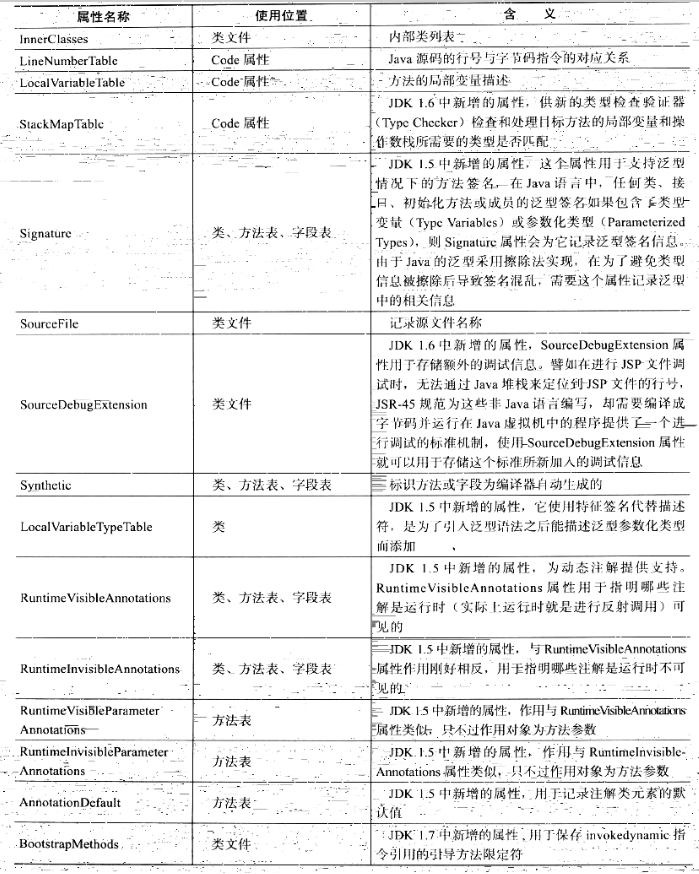 属性名称 使用位置 含 义
InnerClasses 类文件 内部类列表
LineNumberTable Code 属性 Java 源码的行号与字节码指令的对应关系
LocalVariableTable Code 属性 方法的局部变量描述
StackMapTable Code 属性 JDK 1.6 中新增的属性，供新的类型检查验证器
（Type Checker）检查和处理目标方法的局部变量和操
作数栈所需要的类型是否匹配
Signature 类、方法表、字段表 JDK 1.5 中新增的属性，这个属性用于支持泛型
情况下的方法签名，在 Java 语言中，任何类、接
口、初始化方法或成员的泛型签名如果包含了类型
变量（Type Variables）或参数化类型（Parameterized
Types），则 Signature 属性会为它记录泛型签名信息。
由于 Java 的泛型采用擦除法实现，在为了避免类型
信息被擦除后导致签名混乱，需要这个属性记录泛型
中的相关信息
SourceFile 类文件 记录源文件名称
SourceDebugExtension 类文件 JDK 1.6 中新增的属性，SourceDebugExtension 属
性用于存储额外的调试信息。譬如在进行 JSP 文件调
试时，无法通过 Java 堆栈来定位到 JSP 文件的行号，
JSR-45 规范为这些非 Java 语言编写，却需要编译成
字节码并运行在 Java 虚拟机中的程序提供了一个进
行调试的标准机制，使用 SourceDebugExtension 属性
就可以用于存储这个标准所新加入的调试信息
Synthetic 类、方法表、字段表 标识方法或字段为编译器自动生成的
LocalVariableTypeTable 类 JDK 1.5 中新增的属性，它使用特征签名代替描述
符，是为了引入泛型语法之后能描述泛型参数化类型
而添加
RuntimeVisibleAnnotations 类、方法表、字段表 JDK 1.5 中新增的属性，为动态注解提供支持。
RuntimeVisibleAnnotations 属性用于指明哪些注
解是运行时（实际上运行时就是进行反射调用）可
见的
RuntimeInvisibleAnnotations 类、方法表、字段表 JDK 1.5 中新增的属性，与 RuntimeVisibleAnnotations
属性作用刚好相反，用于指明哪些注解是运行时不可
见的
RuntimeVisibleParameter
Annotations 方法表 JDK 1.5 中新增的属性，作用与 RuntimeVisibleAnnotations
属性类似，只不过作用对象为方法参数
RuntimeInvisibleParameter
Annotations 方法表 JDK 1.5 中新增的属性，作用与 RuntimeInvisible-
Annotations 属性类似，只不过作用对象为方法参数
AnnotationDefault 方法表 JDK 1.5 中新增的属性，用于记录注解类元素的默
认值
BootstrapMethods 类文件 JDK 1.7 中新增的属性，用于保存 invokedynamic 指
令引用的引导方法限定符